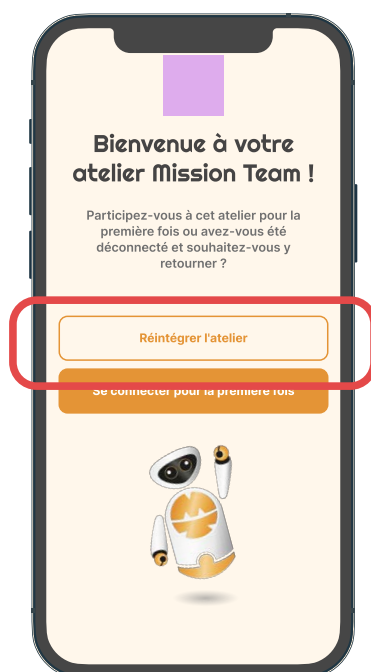 Bienvenue à votre
atelier Mission Team !
Participez-vous à cet atelier pour la
première fois ou avez-vous été
déconnecté et souhaitez-vous y
retourner ?
Réintégrer l'atelier
Se connecter pour la première fois